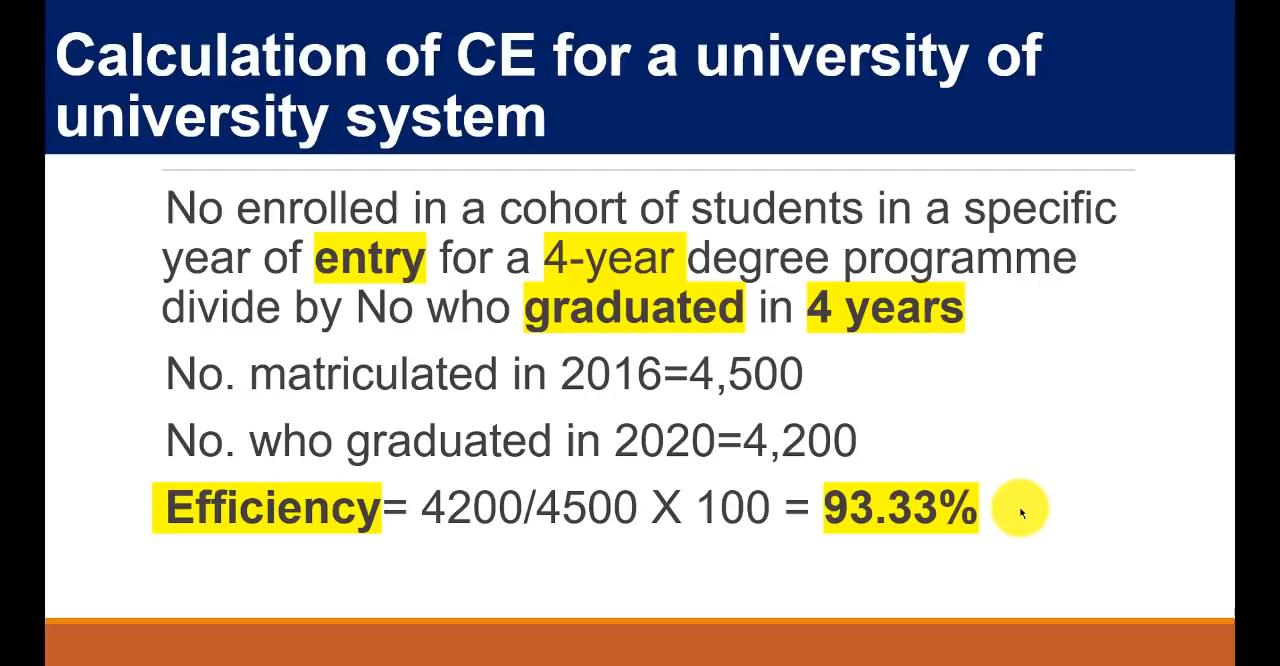 Calculation of CE for a university of
university system
No enrolled in a cohort of students in a specific
year of entry for a 4-year degree programme
divide by No who graduated in 4 years
No. matriculated in 2016=4,500
No. who graduated in 2020=4,200
Efficiency= 4200/4500 X 100 = 93.33%